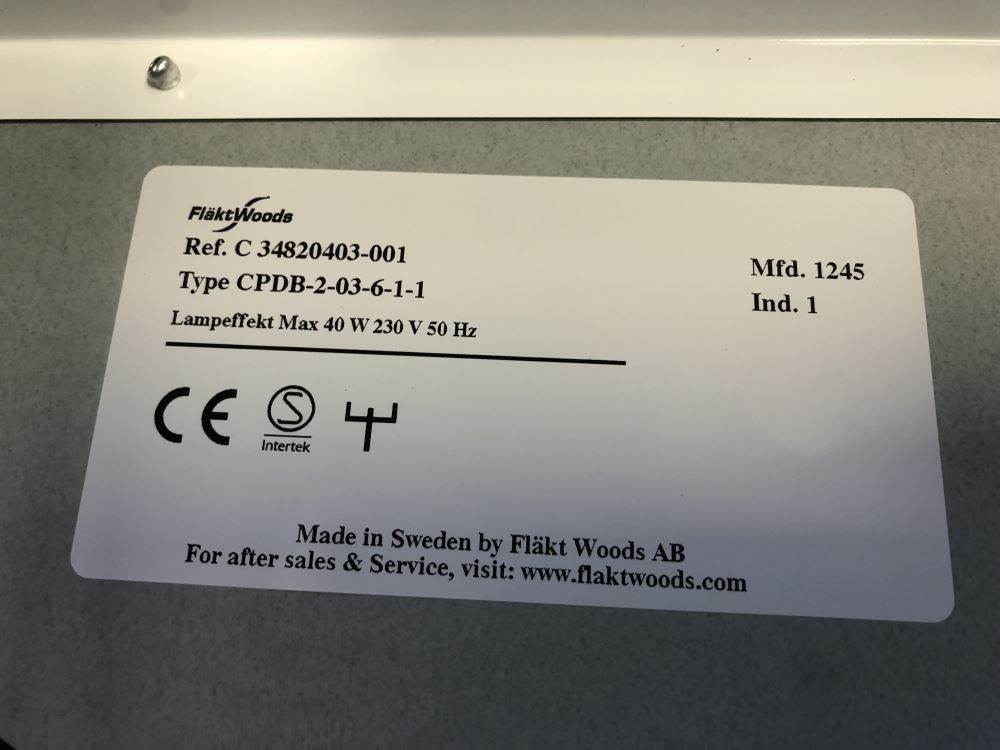 FläktWoods
Ref. C 34820403-001
Type CPDB-2-03-6-1-1
Lampeffekt Max 40 W 230 V 50 Hz
Mfd. 1245
Ind. 1
CE
S
Intertek
Made in Sweden by Fläkt Woods AB
For after sales & Service, visit: www.flaktwoods.com